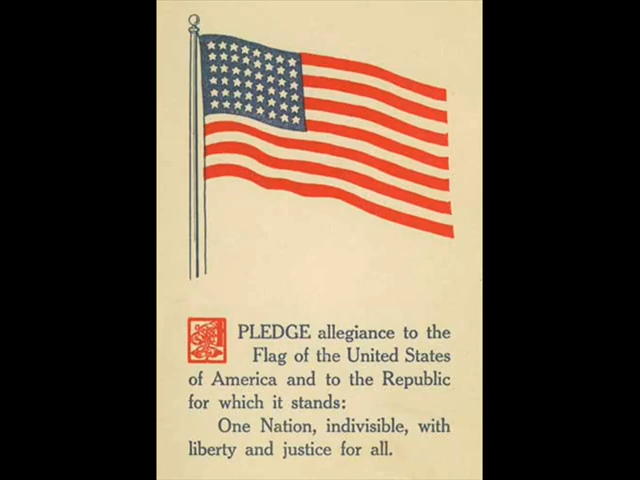 I PLEDGE allegiance to the
Flag of the United States
of America and to the Republic
for which it stands:
One Nation, indivisible, with
liberty and justice for all.